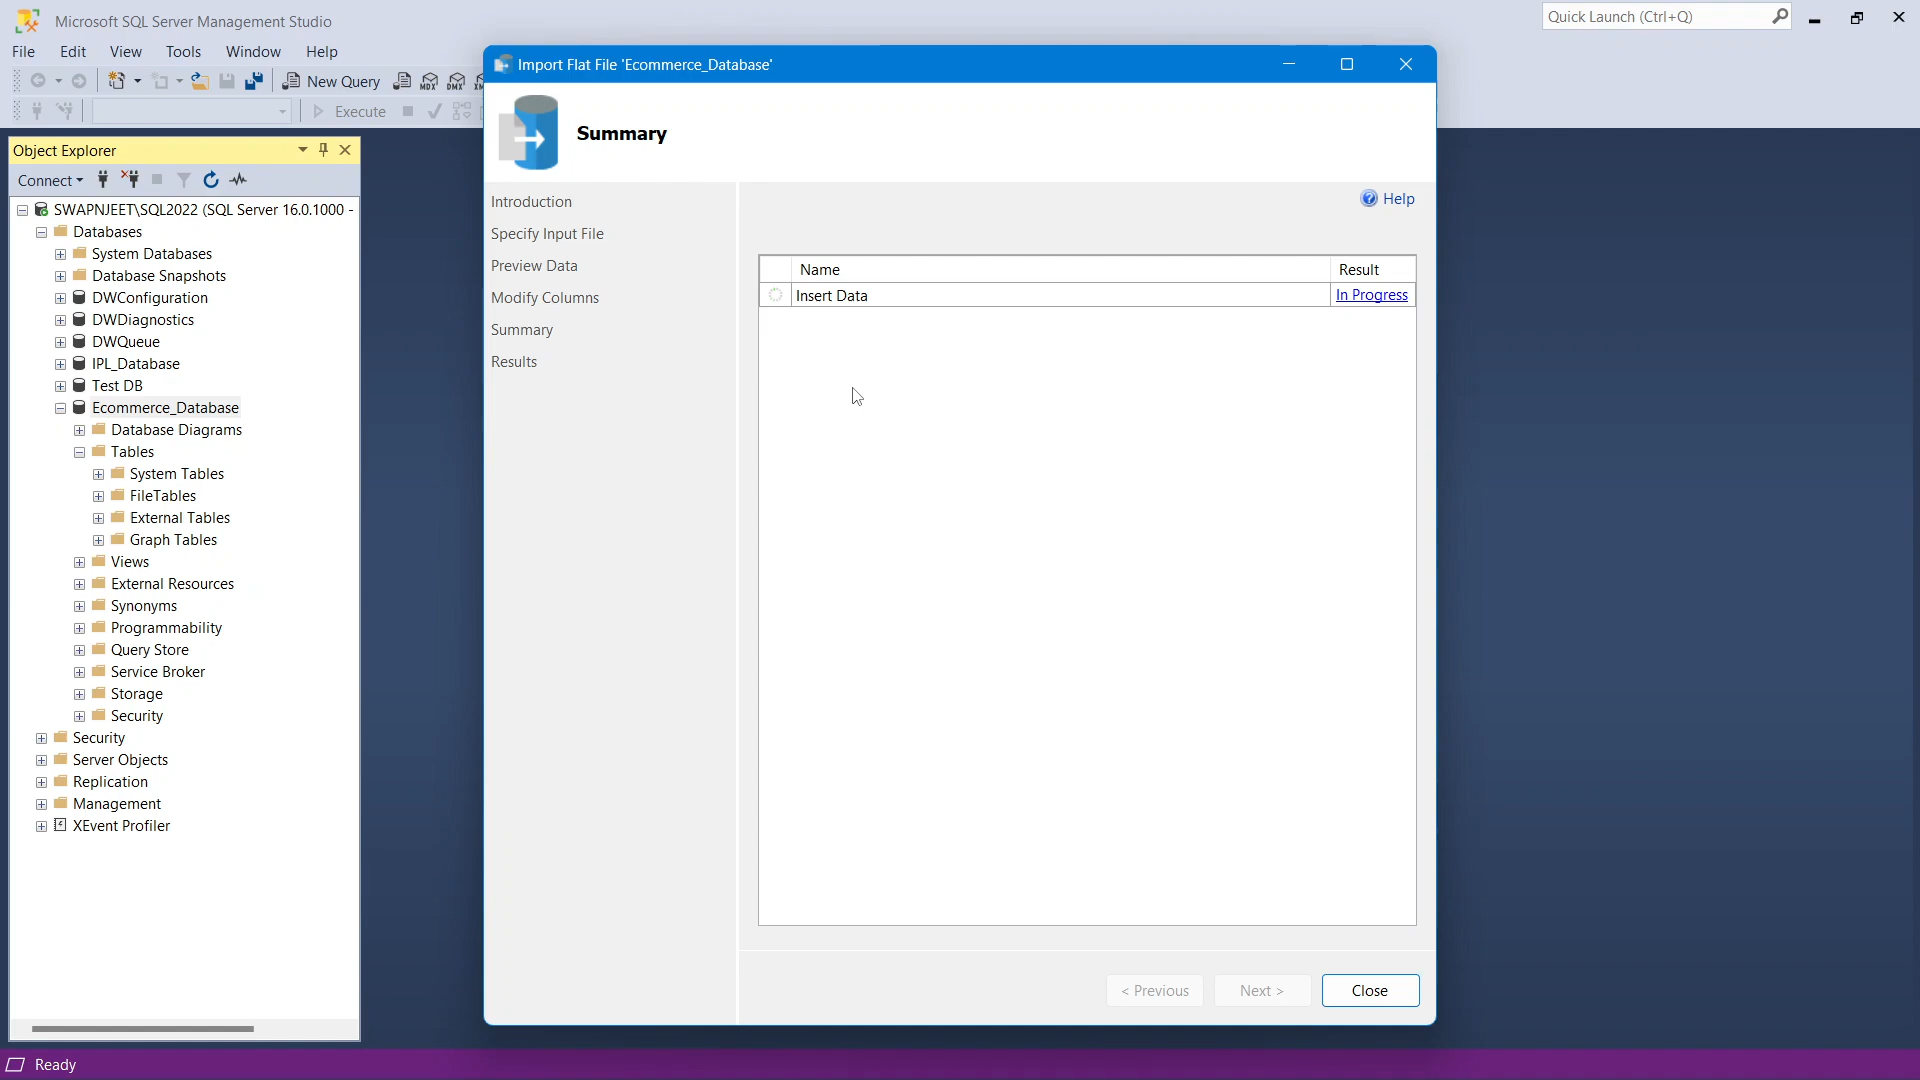 Microsoft SQL Server Management Studio
Quick Launch (Ctrl+Q)
File Edit View Tools Window Help
New Query
MDX DMX
Execute
Object Explorer
Connect
SWAPNJEET\SQL2022 (SQL Server 16.0.1000 -
Databases
System Databases
Database Snapshots
DWConfiguration
DWDiagnostics
DWQueue
IPL_Database
Test DB
Ecommerce_Database
Database Diagrams
Tables
System Tables
FileTables
External Tables
Graph Tables
Views
External Resources
Synonyms
Programmability
Query Store
Service Broker
Storage
Security
Security
Server Objects
Replication
Management
XEvent Profiler
Import Flat File 'Ecommerce_Database'
Summary
Introduction
Specify Input File
Preview Data
Modify Columns
Summary
Results
Help
Name Result
Insert Data In Progress
< Previous Next > Close
Ready